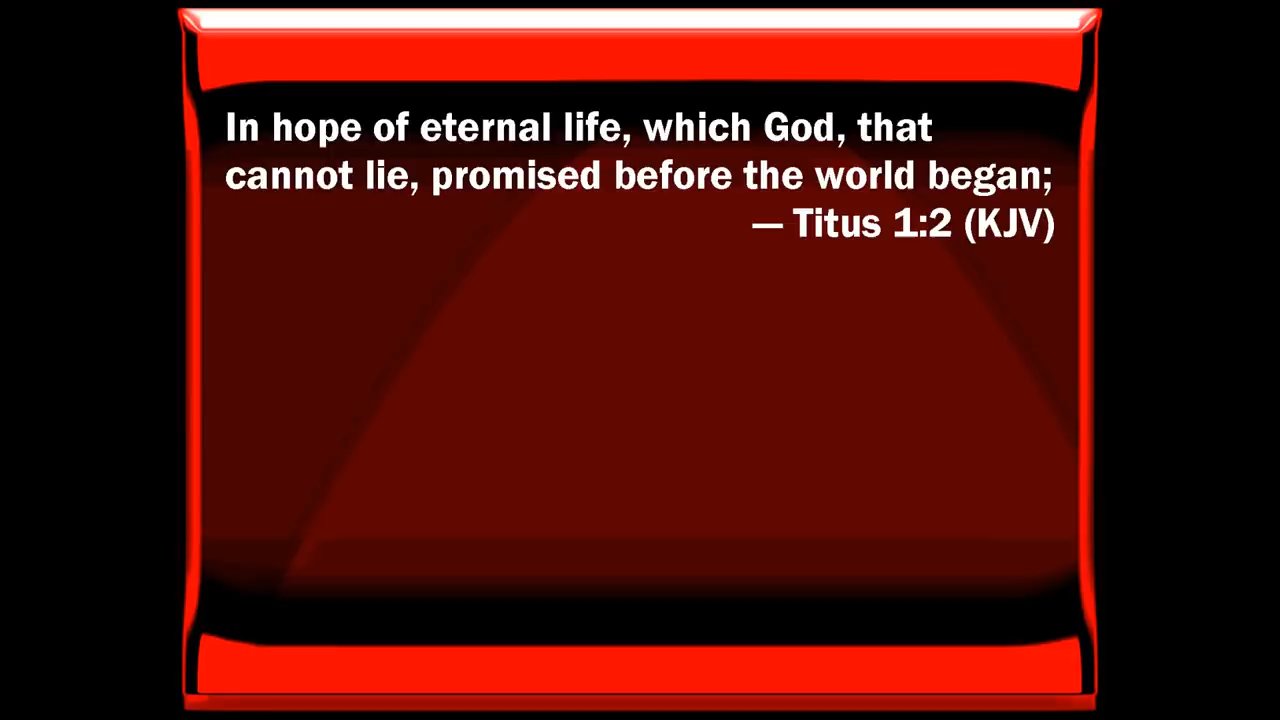 In hope of eternal life, which God, that
cannot lie, promised before the world began;
— Titus 1:2 (KJV)